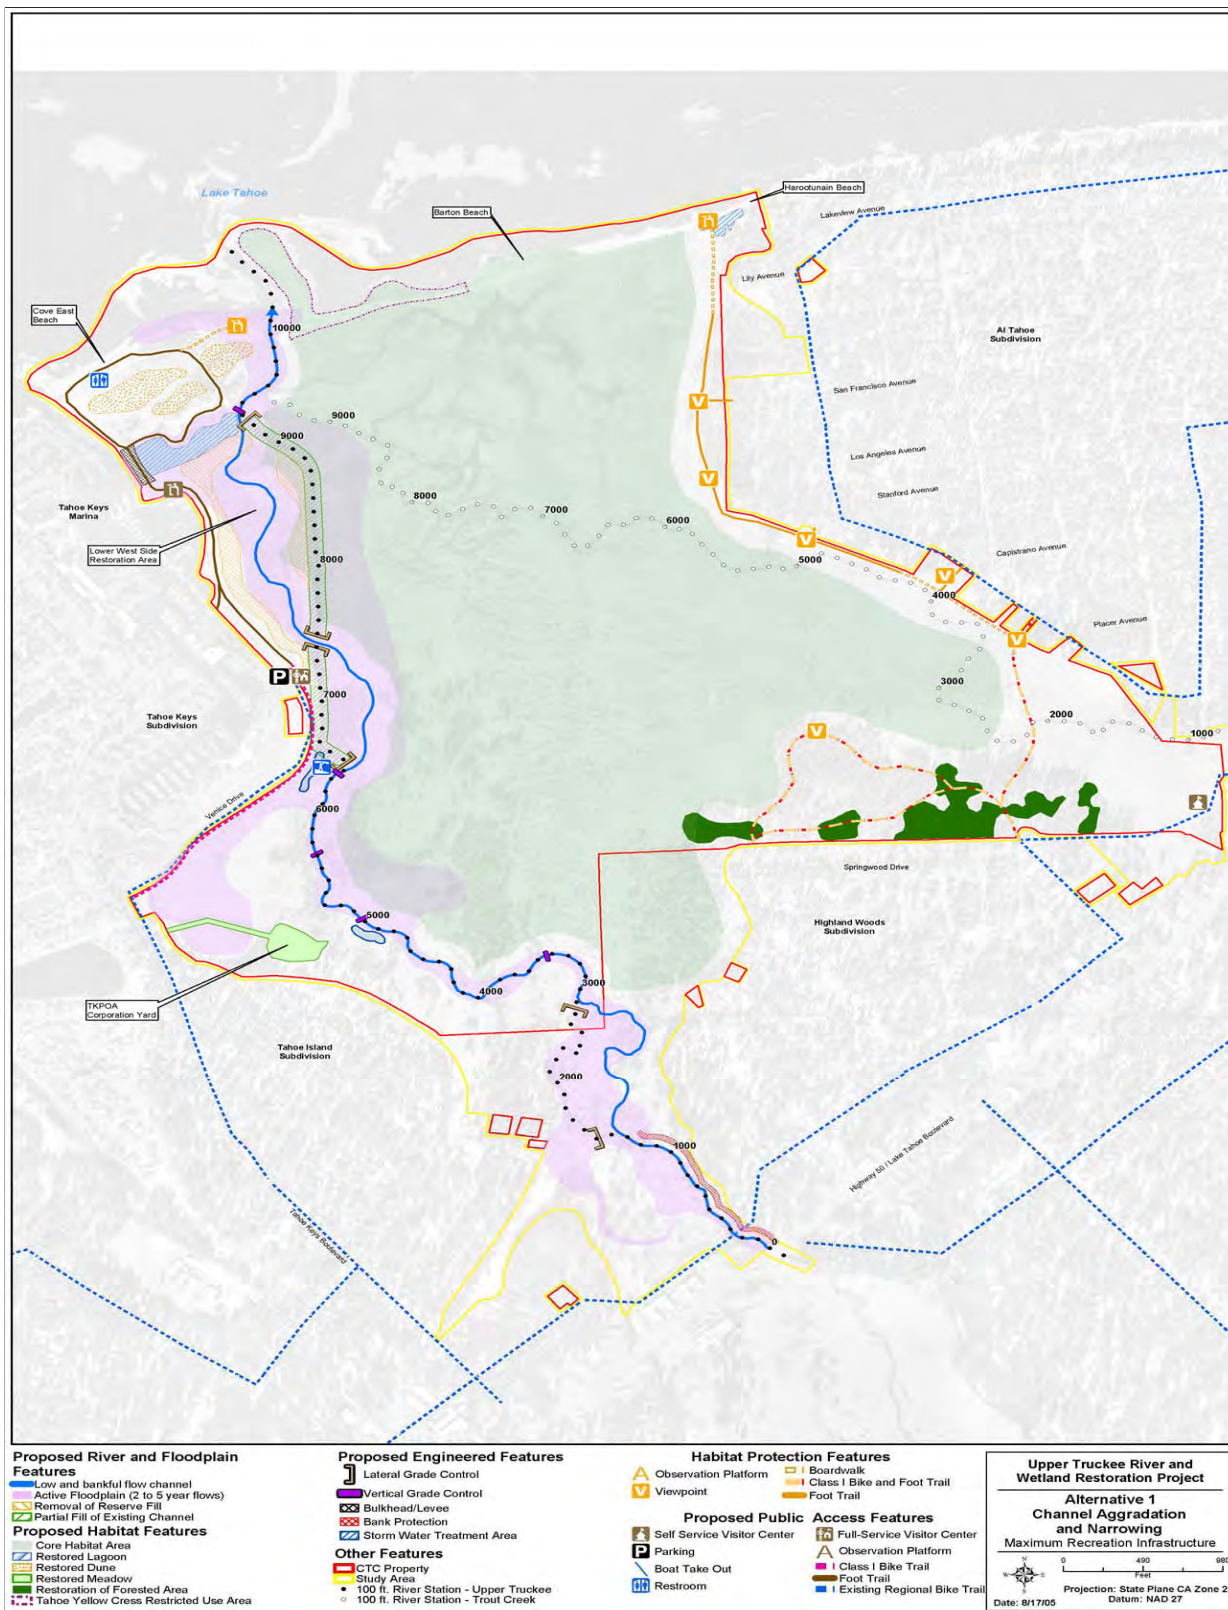 Lake Tahoe
Harootunain Beach
Barton Beach
Lakeview Avenue
Lily Avenue
Cove East
Beach
10000
Al Tahoe
Subdivision
San Francisco Avenue
9000
9000
Los Angeles Avenue
8000
Stanford Avenue
7000
6000
Tahoe Keys
Marina
Lower West Side
Restoration Area
Capistrano Avenue
8000
5000
4000
Placer Avenue
3000
7000
Tahoe Keys
Subdivision
2000
1000
Venice Drive
6000
Springwood Drive
5000
Highland Woods
Subdivision
3000
4000
TKPOA
Corporation Yard
Tahoe Island
Subdivision
2000
1000
Highway 50 / Lake Tahoe Boulevard
Tahoe Keys Boulevard
0
Proposed River and Floodplain
Features
Low and bankful flow channel
Active Floodplain (2 to 5 year flows)
Removal of Reserve Fill
Partial Fill of Existing Channel
Proposed Habitat Features
Core Habitat Area
Restored Lagoon
Restored Dune
Restored Meadow
Restoration of Forested Area
Tahoe Yellow Cress Restricted Use Area
Proposed Engineered Features
Lateral Grade Control
Vertical Grade Control
Bulkhead/Levee
Bank Protection
Storm Water Treatment Area
Other Features
CTC Property
Study Area
100 ft. River Station - Upper Truckee
100 ft. River Station - Trout Creek
Habitat Protection Features
Observation Platform
Viewpoint
Boardwalk
Class I Bike and Foot Trail
Foot Trail
Proposed Public Access Features
Self Service Visitor Center
Parking
Boat Take Out
Restroom
Full-Service Visitor Center
Observation Platform
Class I Bike Trail
Foot Trail
Existing Regional Bike Trail
Upper Truckee River and
Wetland Restoration Project
Alternative 1
Channel Aggradation
and Narrowing
Maximum Recreation Infrastructure
0 490 980
Feet
Projection: State Plane CA Zone 2
Datum: NAD 27
Date: 8/17/05